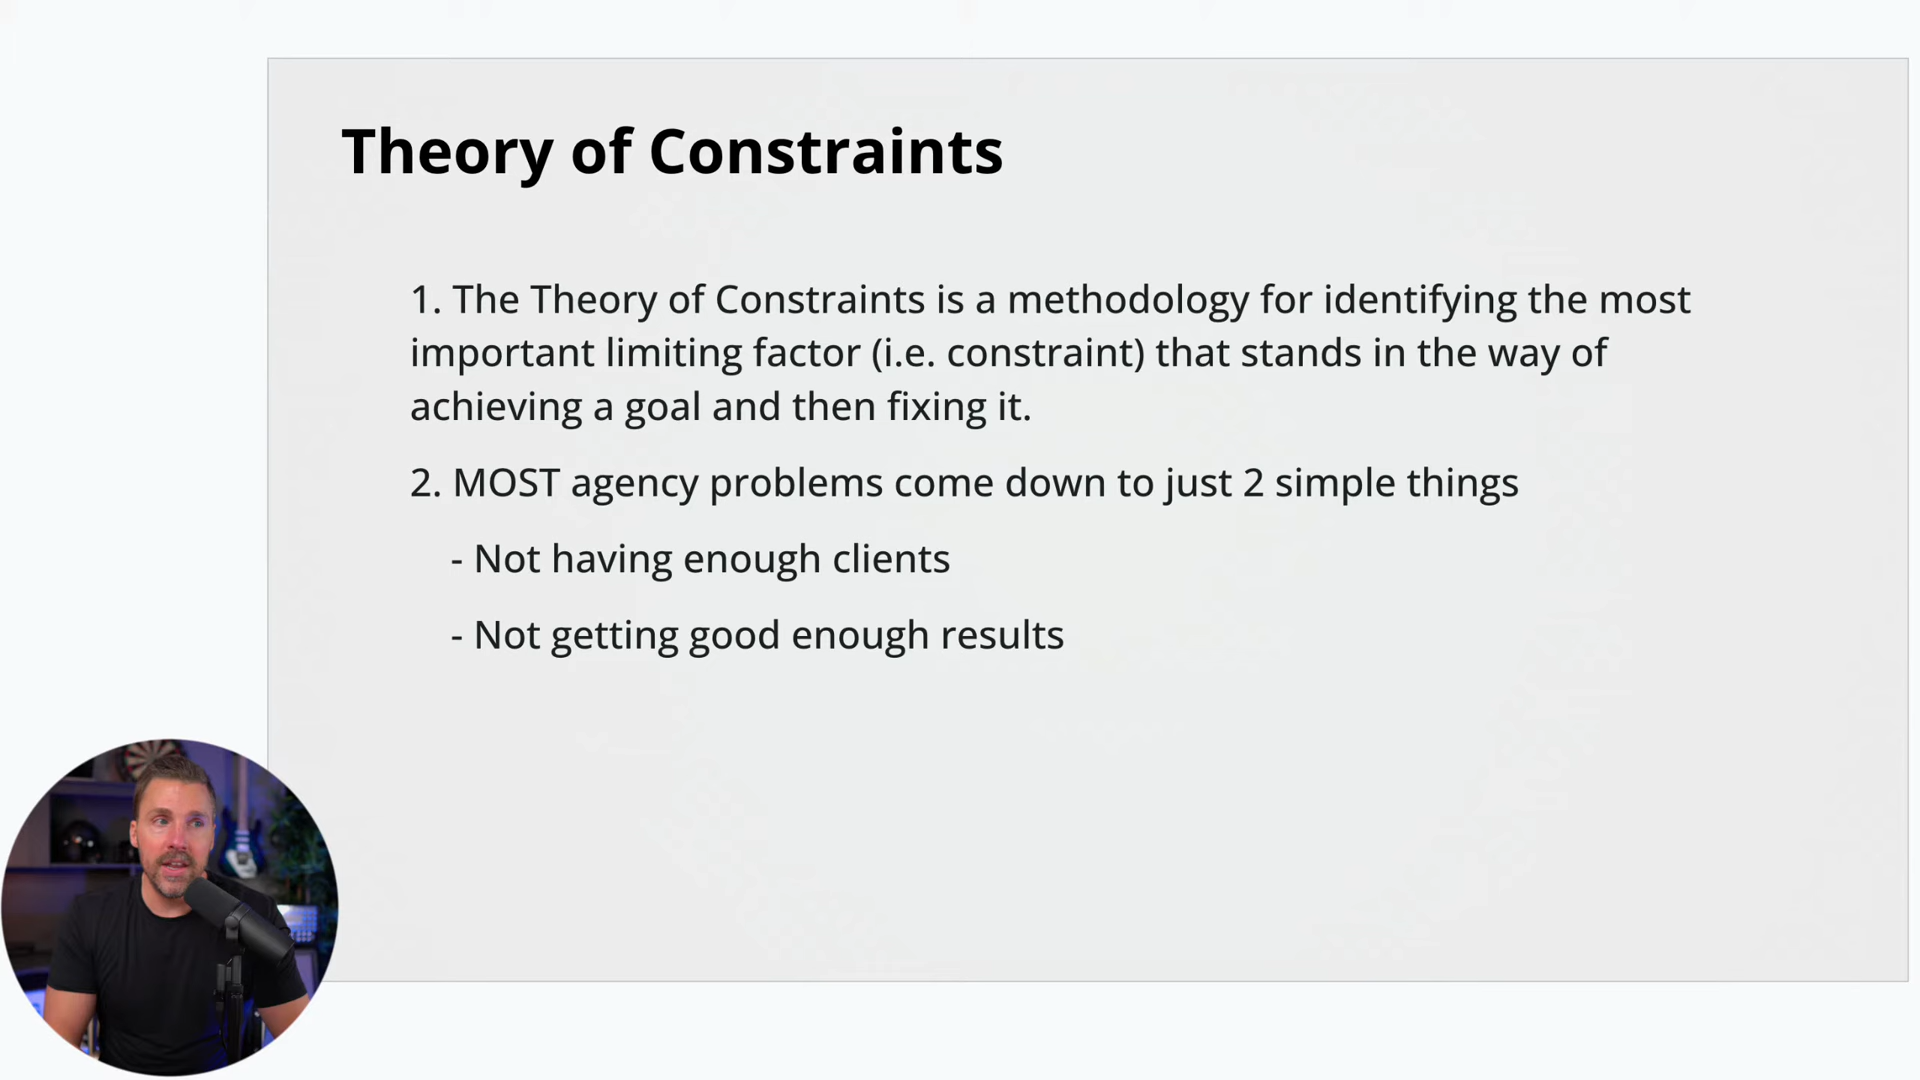 Theory of Constraints
1. The Theory of Constraints is a methodology for identifying the most
important limiting factor (i.e. constraint) that stands in the way of
achieving a goal and then fixing it.
2. MOST agency problems come down to just 2 simple things
- Not having enough clients
- Not getting good enough results